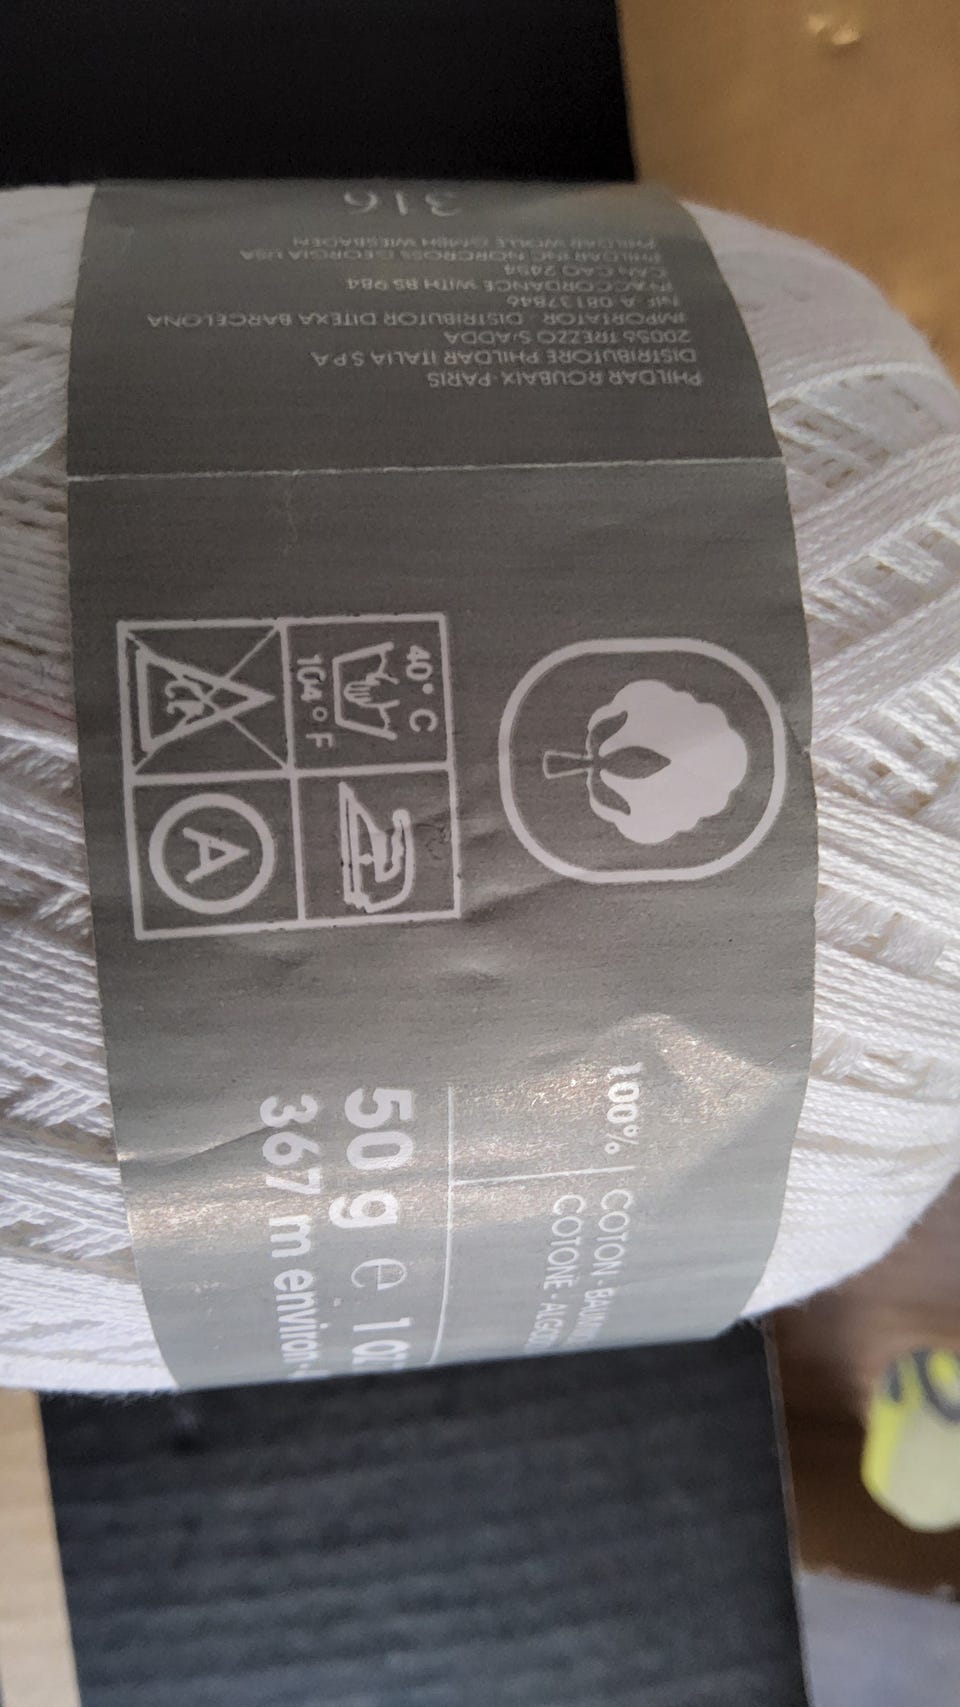 316
PHILDAR WOLLE GMBH WIESBADEN
PHILDAR INC NORCROSS GEORGIA USA
CAN CAO 2454
IN ACCORDANCE WITH BS 984
NIF A 08137846
IMPORTATOR - DISTRIBUTOR DITEXA BARCELONA
20056 TREZZO S/ADDA
DISTRIBUTORE PHILDAR ITALIA S P A
PHILDAR ROUBAIX-PARIS
40° C
104° F
CL
A
100% COTON-
COTONE -
50 g e
367 m environ